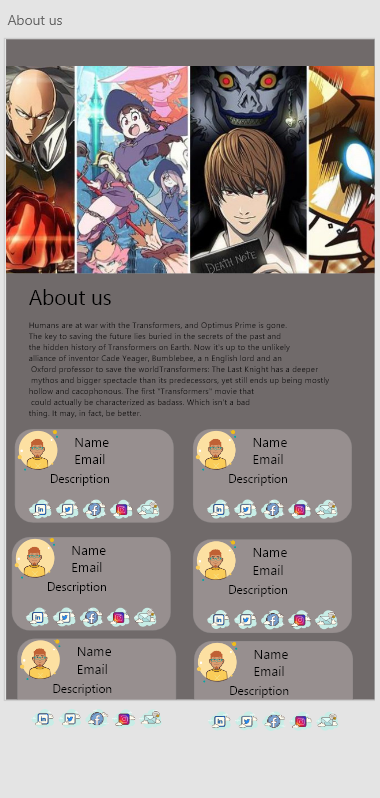 About us
DEATH NOTE
About us
Humans are at war with the Transformers, and Optimus Prime is gone.
The key to saving the future lies buried in the secrets of the past and
the hidden history of Transformers on Earth. Now it's up to the unlikely
alliance of inventor Cade Yeager, Bumblebee, a n English lord and an
Oxford professor to save the worldTransformers: The Last Knight has a deeper
mythos and bigger spectacle than its predecessors, yet still ends up being mostly
hollow and cacophonous. The first "Transformers" movie that
could actually be characterized as badass. Which isn't a bad
thing. It may, in fact, be better.
Name
Email
Description
Name
Email
Description
Name
Email
Description
Name
Email
Description
Name
Email
Description
Name
Email
Description